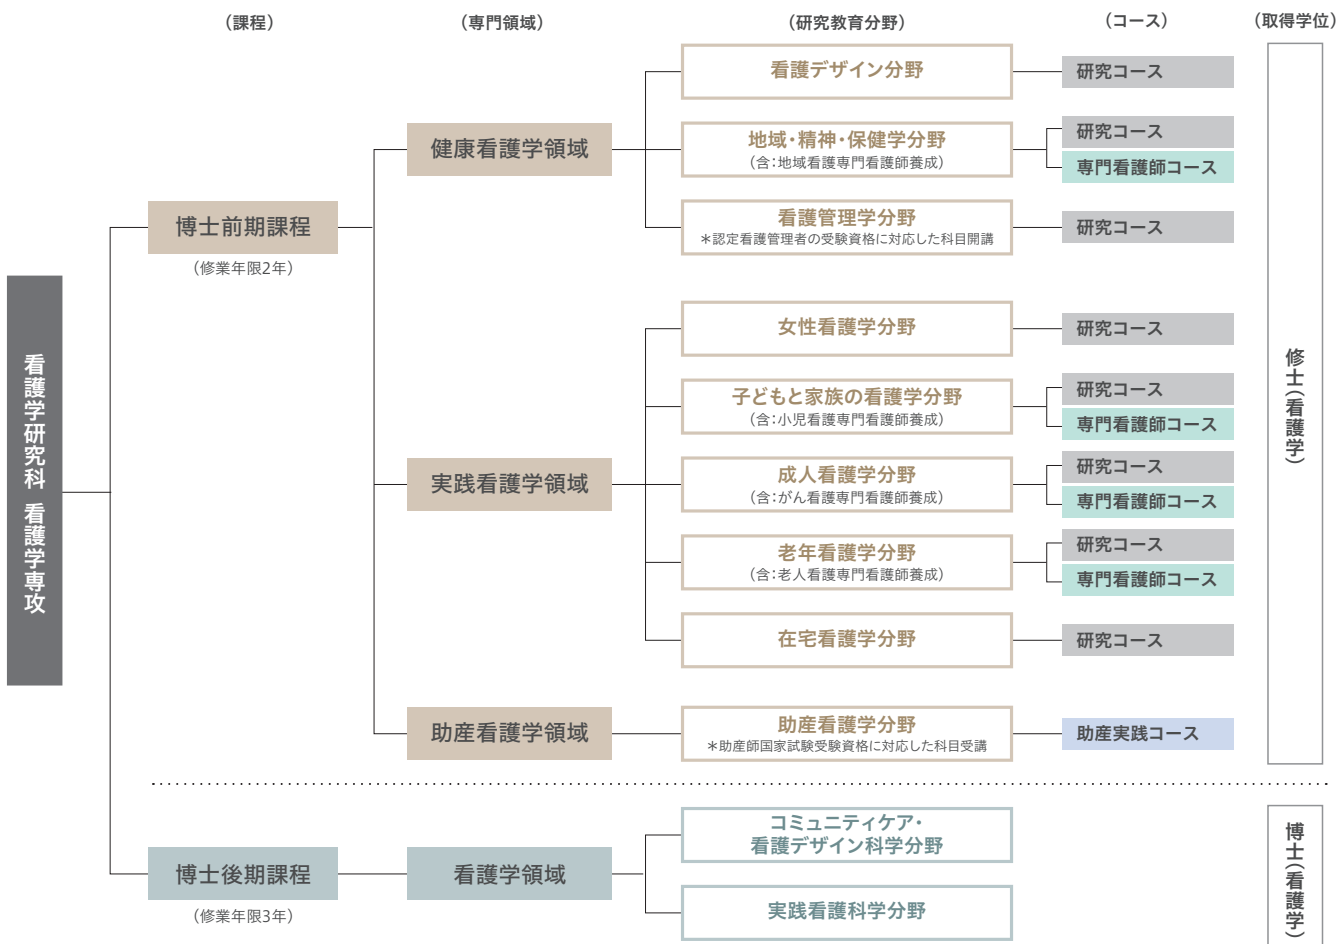 （課程）
（専門領域）
（研究教育分野）
（コース）
（取得学位）
看護学研究科 看護学専攻
博士前期課程
（修業年限2年）
健康看護学領域
看護デザイン分野
研究コース
地域・精神・保健学分野
（含：地域看護専門看護師養成）
研究コース
専門看護師コース
看護管理学分野
＊認定看護管理者の受験資格に対応した科目開講
研究コース
実践看護学領域
女性看護学分野
研究コース
子どもと家族の看護学分野
（含：小児看護専門看護師養成）
研究コース
専門看護師コース
成人看護学分野
（含：がん看護専門看護師養成）
研究コース
専門看護師コース
老年看護学分野
（含：老人看護専門看護師養成）
研究コース
専門看護師コース
在宅看護学分野
研究コース
助産看護学領域
助産看護学分野
＊助産師国家試験受験資格に対応した科目受講
助産実践コース
修士（看護学）
博士後期課程
（修業年限3年）
看護学領域
コミュニティケア・
看護デザイン科学分野
実践看護科学分野
博士（看護学）